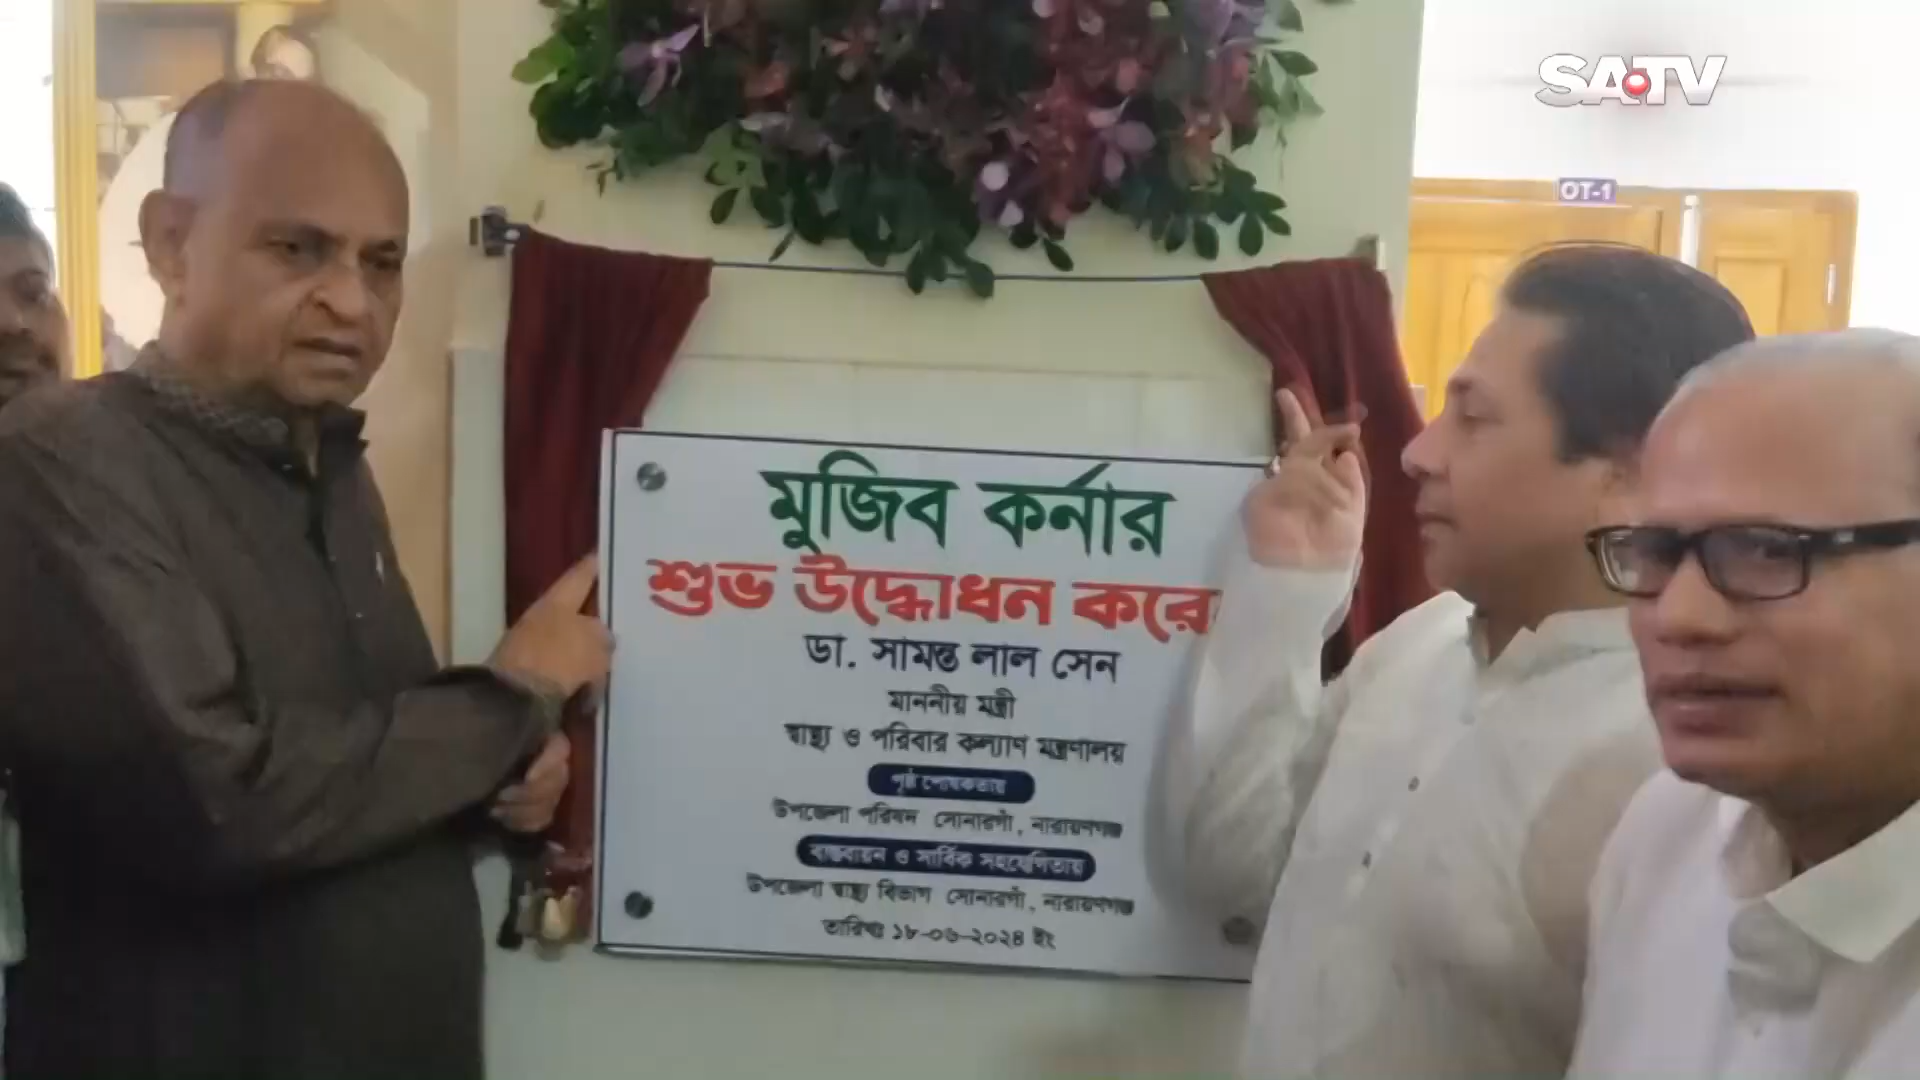 SATV
OT-1
মুজিব কর্নার
শুভ উদ্ধোধন করে
ডা. সামন্ত লাল সেন
মাননীয় মন্ত্রী
স্বাস্থ্য ও পরিবার কল্যাণ মন্ত্রণালয়
পৃষ্ঠ পোষকতায়
উপজেলা পরিষদ সোনারগাঁ, নারায়ণগঞ্জ
বাস্তবায়ন ও সার্বিক সহযোগিতায়
উপজেলা স্বাস্থ্য বিভাগ সোনারগাঁ, নারায়ণগঞ্জ
তারিখঃ ১৮-০৬-২০২৪ ইং